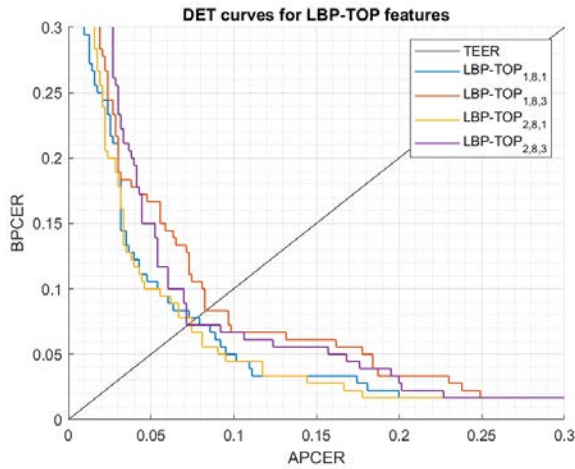 DET curves for LBP-TOP features
0.3
0.25
0.2
0.15
0.1
0.05
0
BPCER
TEER
LBP-TOP1,8,1
LBP-TOP1,8,3
LBP-TOP2,8,1
LBP-TOP2,8,3
0 0.05 0.1 0.15 0.2 0.25 0.3
APCER